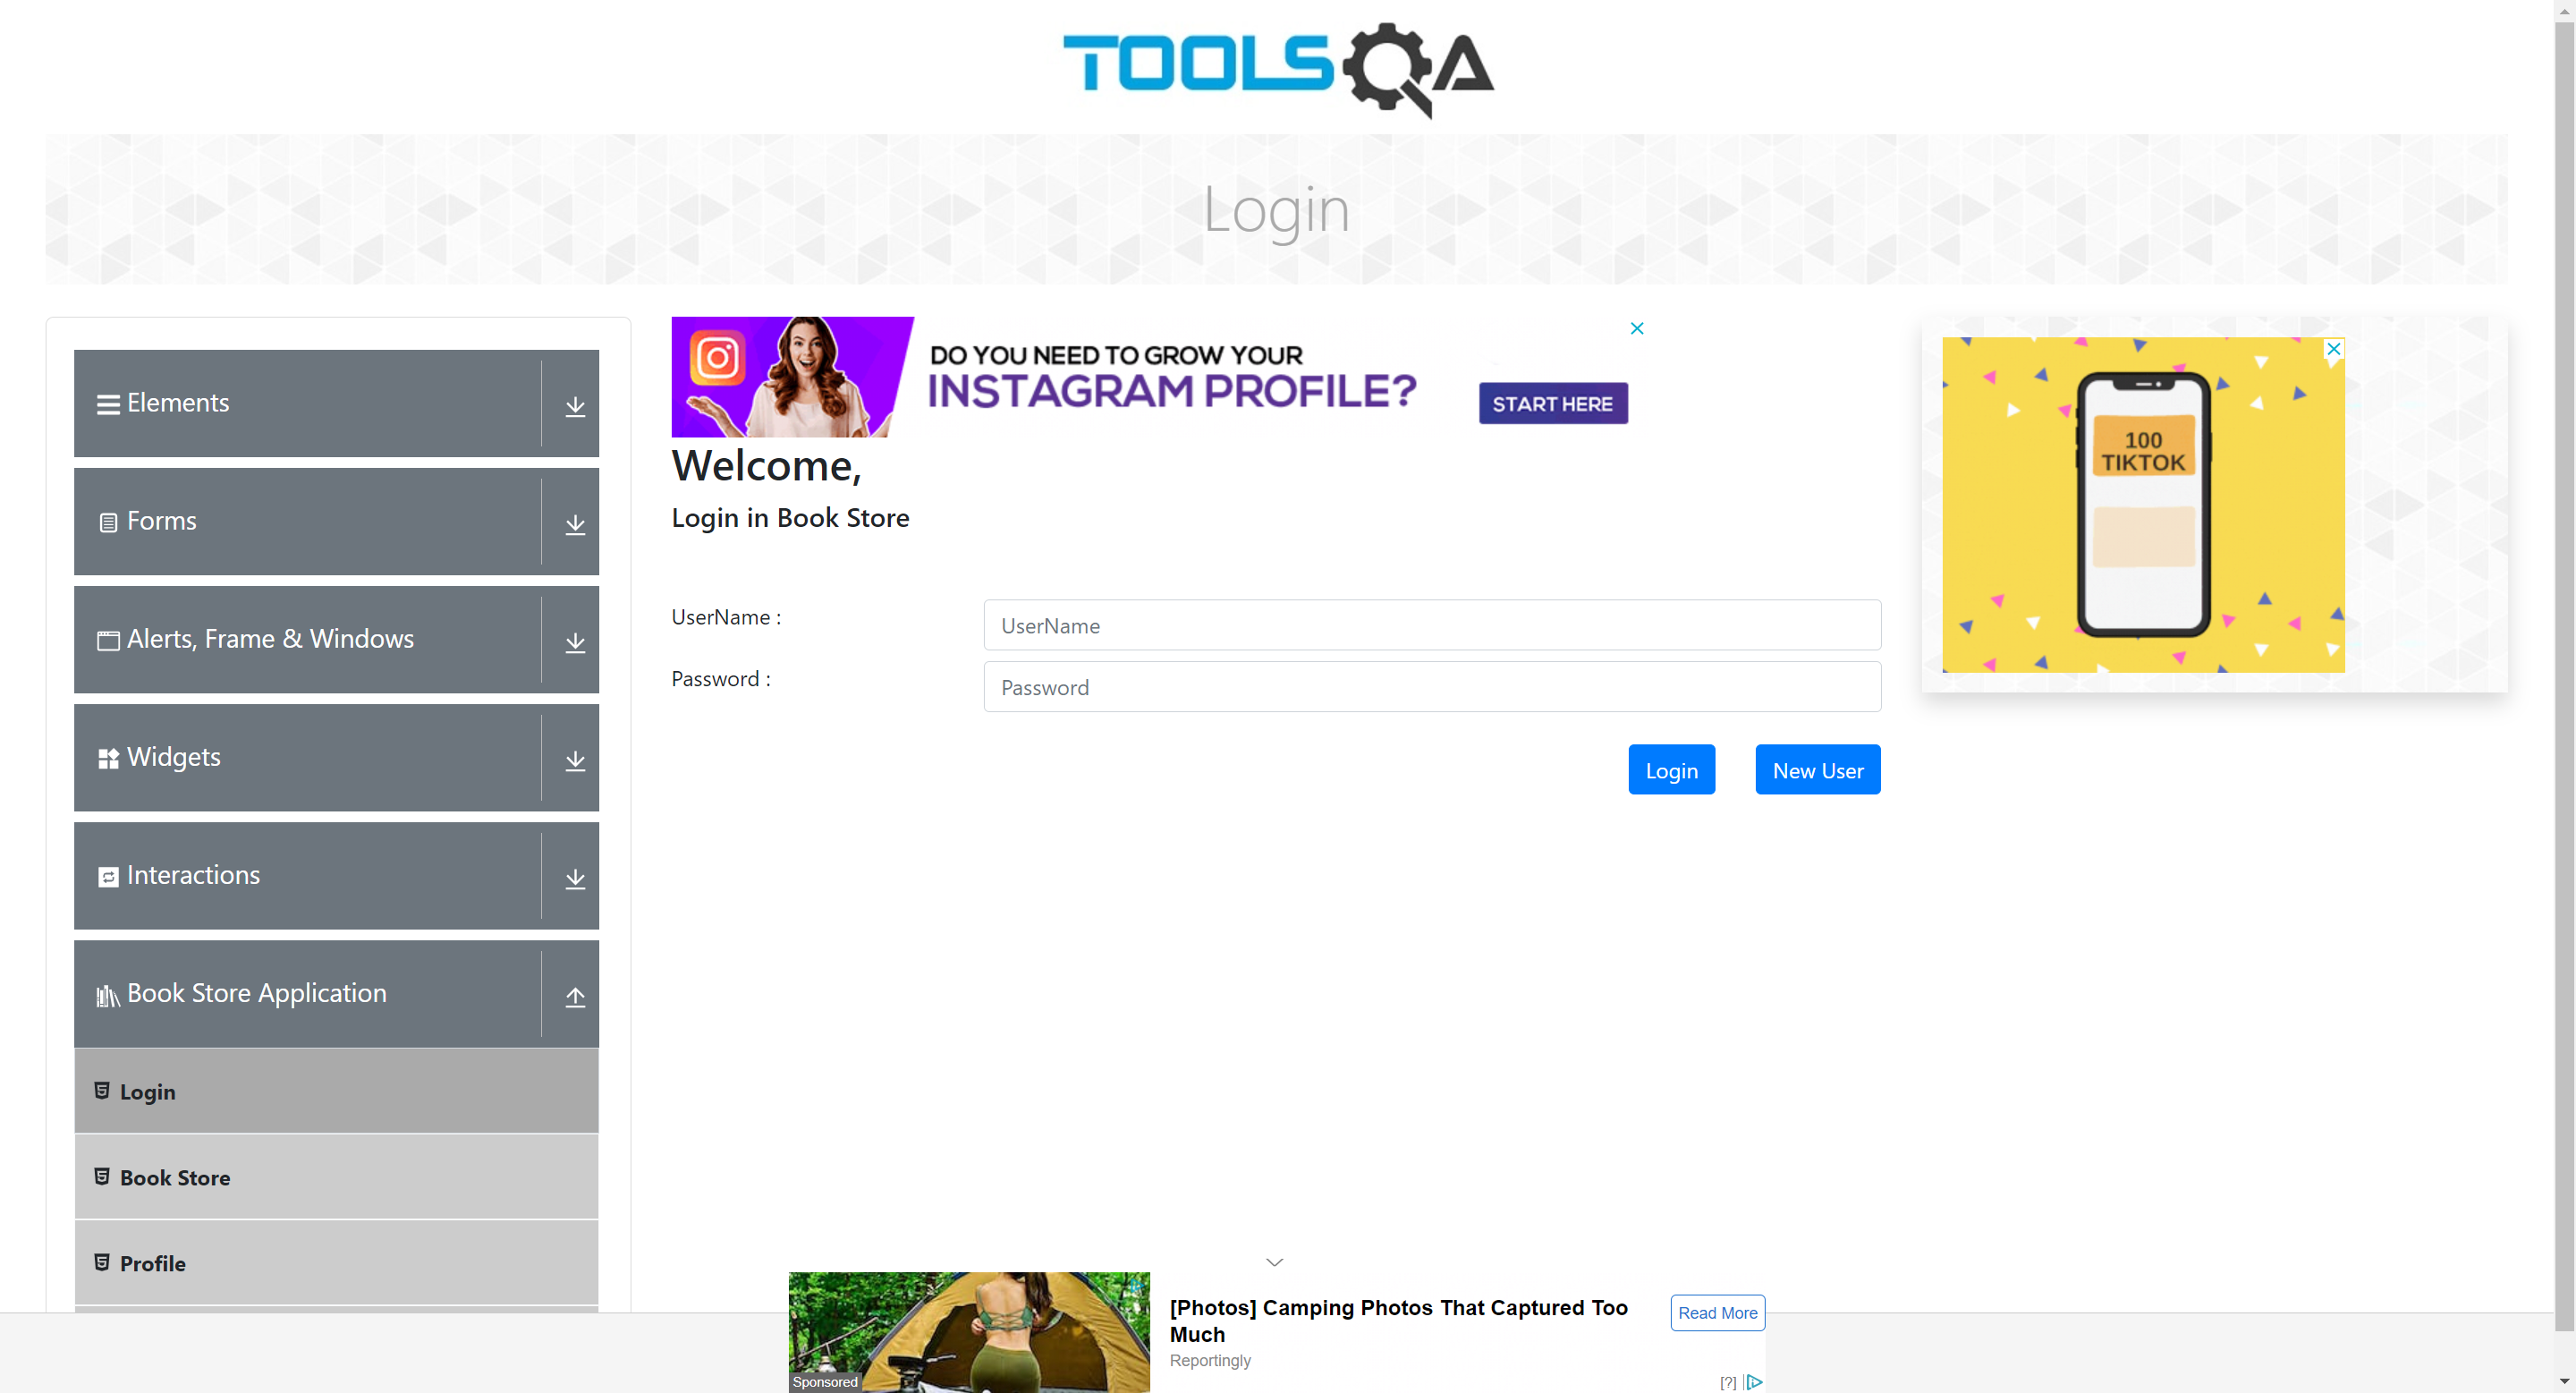 TOOLSQA
Login
Elements
Forms
Alerts, Frame & Windows
Widgets
Interactions
Book Store Application
Login
Book Store
Profile
DO YOU NEED TO GROW YOUR
INSTAGRAM PROFILE?
START HERE
Welcome,
Login in Book Store
UserName :
UserName
Password :
Password
Login
New User
100
TIKTOK
[Photos] Camping Photos That Captured Too
Much
Reportingly
Read More
Sponsored
[?]